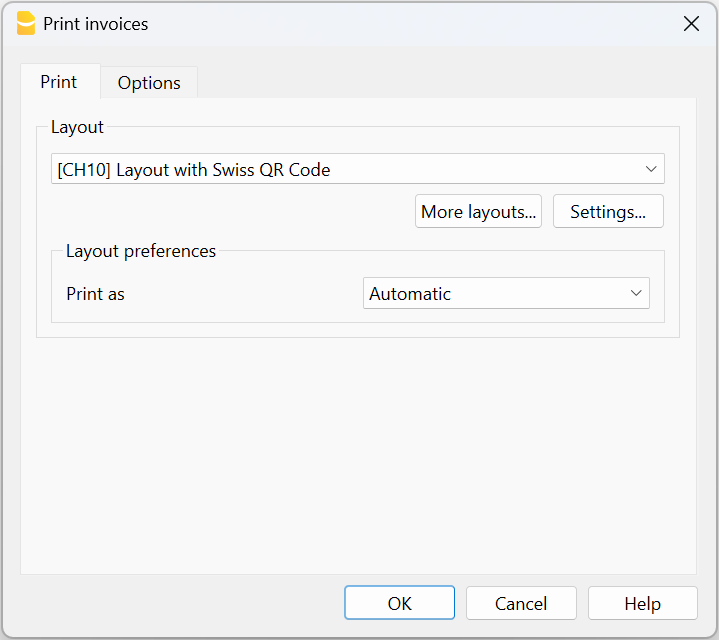 Print invoices
Print
Options
Layout
[CH10] Layout with Swiss QR Code
More layouts...
Settings...
Layout preferences
Print as
Automatic
OK
Cancel
Help